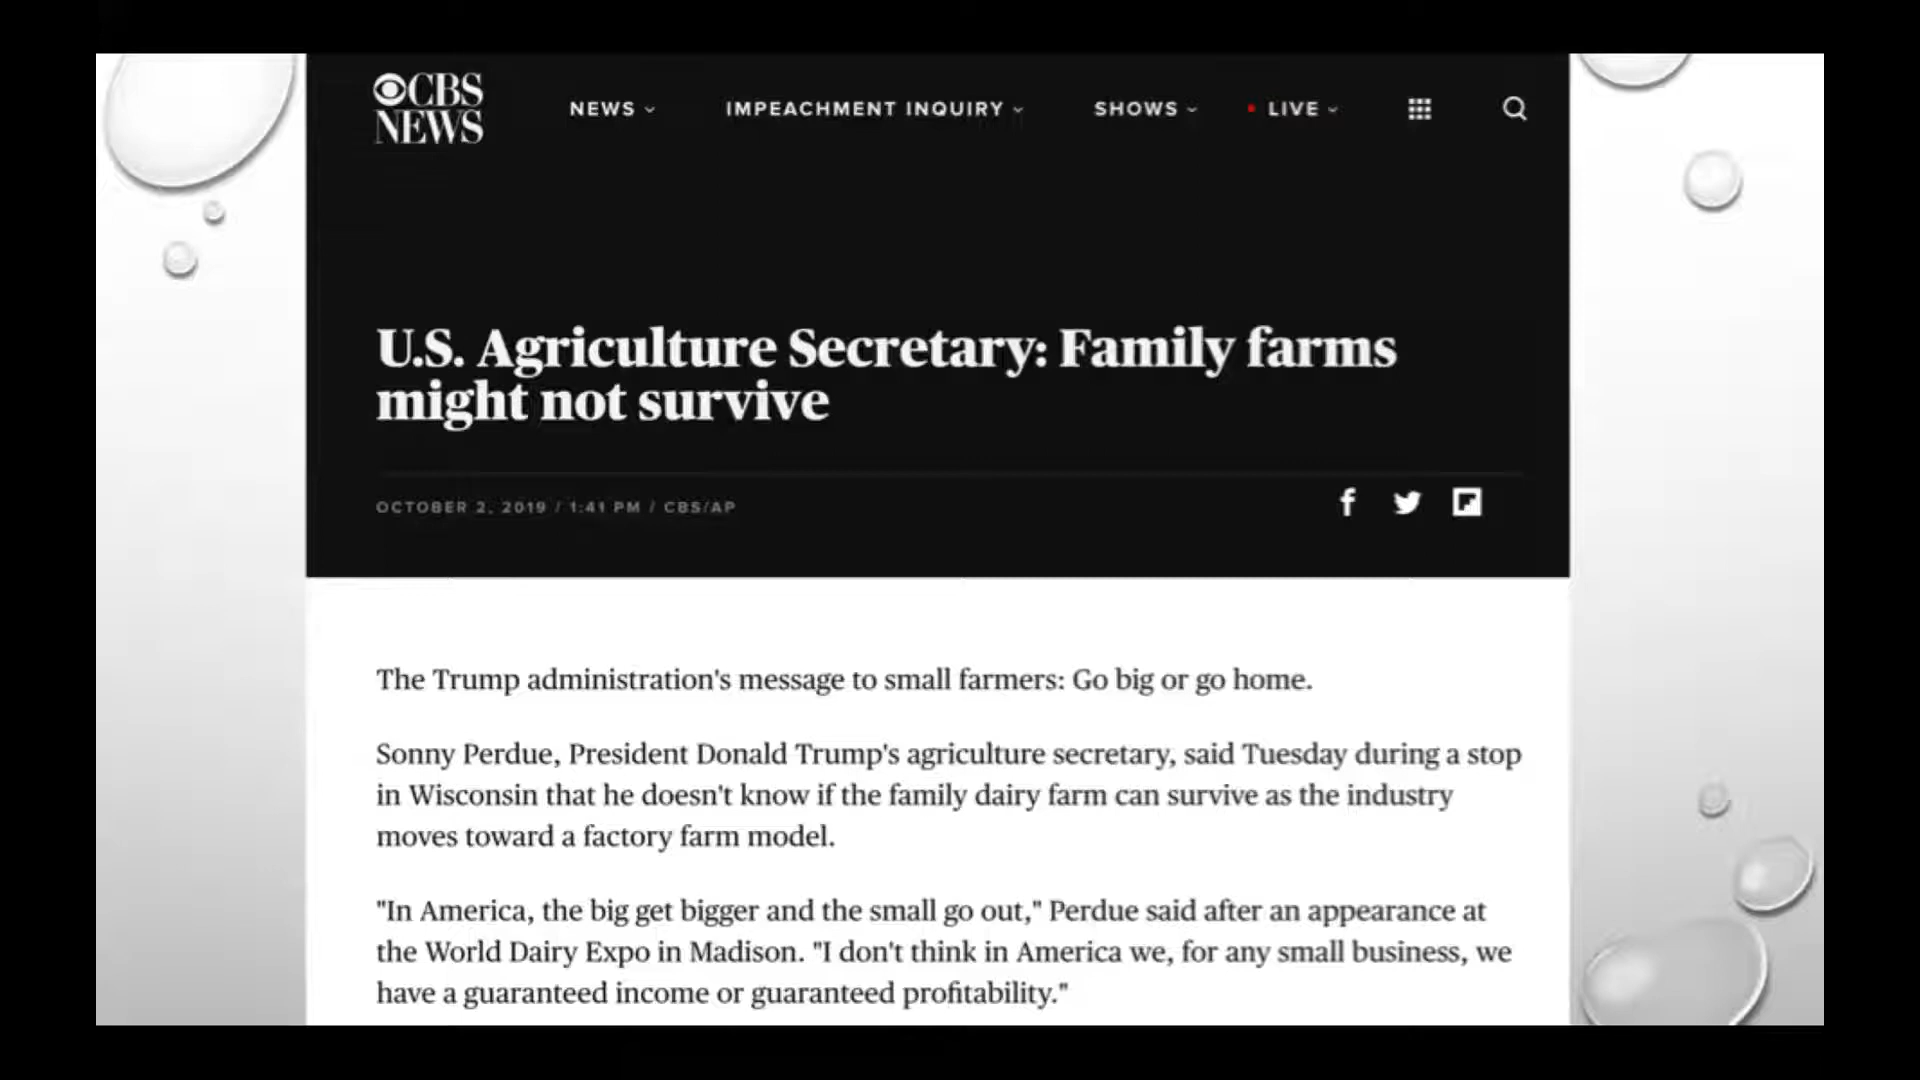 CBS NEWS
NEWS
IMPEACHMENT INQUIRY
SHOWS
LIVE
U.S. Agriculture Secretary: Family farms
might not survive
OCTOBER 2, 2019 / 1:41 PM / CBS/AP
The Trump administration's message to small farmers: Go big or go home.
Sonny Perdue, President Donald Trump's agriculture secretary, said Tuesday during a stop
in Wisconsin that he doesn't know if the family dairy farm can survive as the industry
moves toward a factory farm model.
"In America, the big get bigger and the small go out," Perdue said after an appearance at
the World Dairy Expo in Madison. "I don't think in America we, for any small business, we
have a guaranteed income or guaranteed profitability."